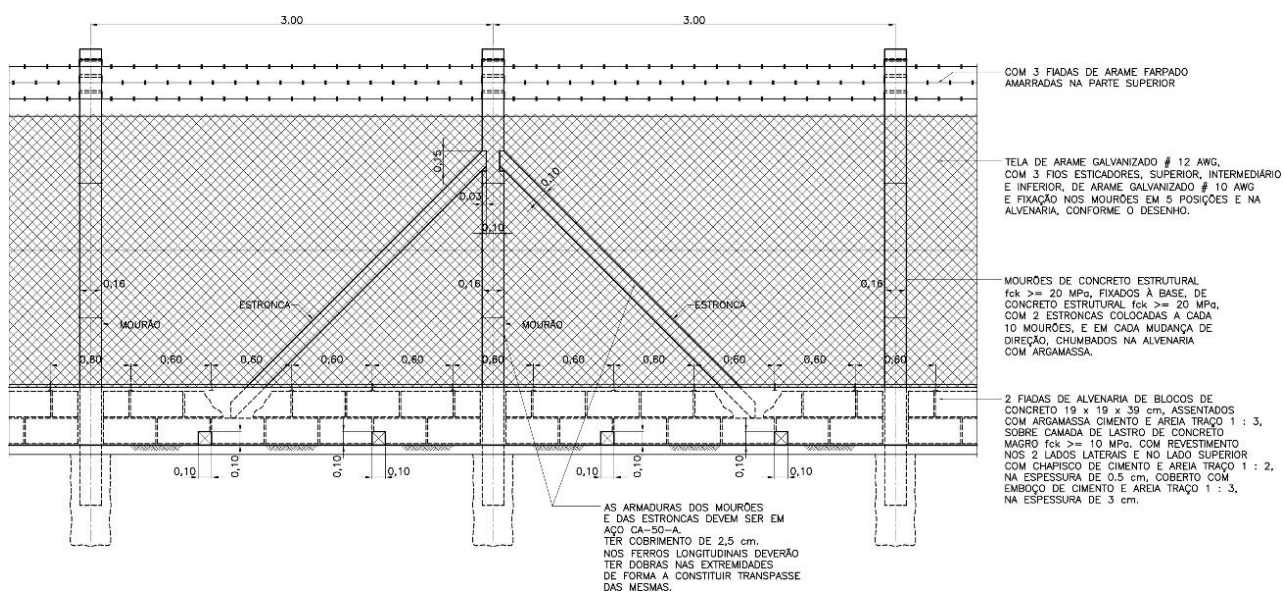 3.00
3.00
COM 3 FIADAS DE ARAME FARPADO
AMARRADAS NA PARTE SUPERIOR
TELA DE ARAME GALVANIZADO # 12 AWG,
COM 3 FIOS ESTICADORES, SUPERIOR, INTERMEDIÁRIO
E INFERIOR, DE ARAME GALVANIZADO # 10 AWG
E FIXAÇÃO NOS MOURÕES EM 5 POSIÇÕES E NA
ALVENARIA, CONFORME O DESENHO.
0,15
0,10
0,03
0,10
0,16
0,16
0,16
ESTRONCA
ESTRONCA
MOURÃO
MOURÃO
MOURÕES DE CONCRETO ESTRUTURAL
fck >= 20 MPa, FIXADOS À BASE, DE
CONCRETO ESTRUTURAL fck >= 20 MPa,
COM 2 ESTRONCAS COLOCADAS A CADA
10 MOURÕES, E EM CADA MUDANÇA DE
DIREÇÃO, CHUMBADOS NA ALVENARIA
COM ARGAMASSA.
0,60 0,60 0,60 0,60 0,60 0,60 0,60 0,60 0,60 0,60 0,60
2 FIADAS DE ALVENARIA DE BLOCOS DE
CONCRETO 19 x 19 x 39 cm, ASSENTADOS
COM ARGAMASSA CIMENTO E AREIA TRAÇO 1 : 3,
SOBRE CAMADA DE LASTRO DE CONCRETO
MAGRO fck >= 10 MPa. COM REVESTIMENTO
NOS 2 LADOS LATERAIS E NO LADO SUPERIOR
COM CHAPISCO DE CIMENTO E AREIA TRAÇO 1 : 2,
NA ESPESSURA DE 0.5 cm, COBERTO COM
EMBOÇO DE CIMENTO E AREIA TRAÇO 1 : 3,
NA ESPESSURA DE 3 cm.
0,10 0,10 0,10 0,10 0,10 0,10 0,10 0,10
AS ARMADURAS DOS MOURÕES
E DAS ESTRONCAS DEVEM SER EM
AÇO CA-50-A.
TER COBRIMENTO DE 2,5 cm.
NOS FERROS LONGITUDINAIS DEVERÃO
TER DOBRAS NAS EXTREMIDADES
DE FORMA A CONSTITUIR TRANSPASSE
DAS MESMAS.